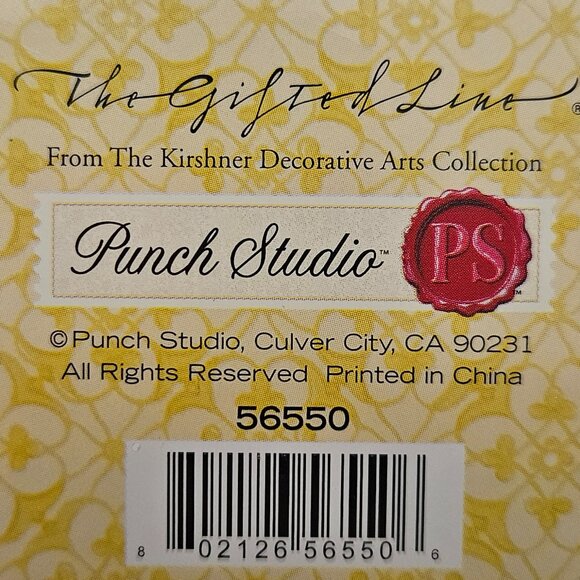 The Gifted Line ®
From The Kirshner Decorative Arts Collection
Punch Studio™ PS ™
© Punch Studio, Culver City, CA 90231
All Rights Reserved Printed in China
56550
8 02126 56550 6